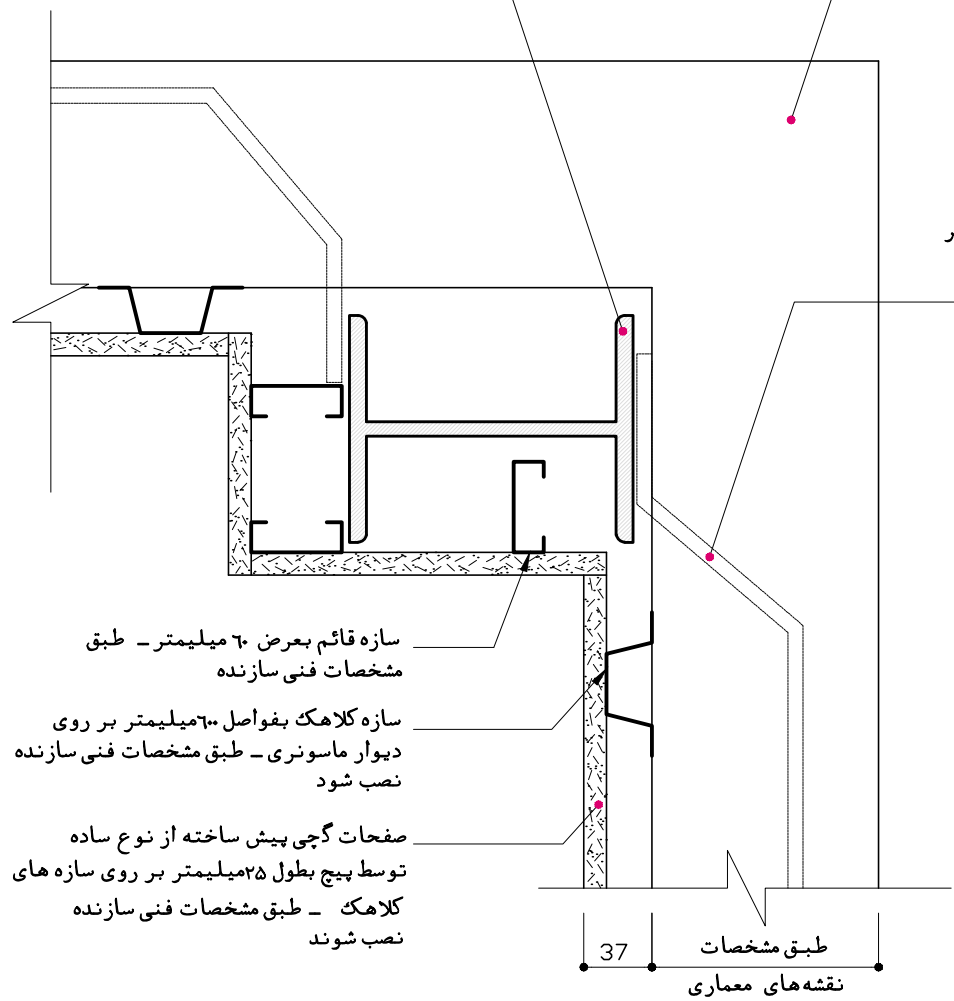 ر
سازه قائم بعرض ٦٠ میلیمتر – طبق
مشخصات فنی سازنده
سازه کلاهک بفواصل ٦٠٠میلیمتر بر روی
دیوار ماسونری – طبق مشخصات فنی سازنده
نصب شود
صفحات گچی پیش ساخته از نوع ساده
توسط پیچ بطول ۲۵میلیمتر بر روی سازه های
کلاهک – طبق مشخصات فنی سازنده
نصب شوند
37
طبق مشخصات
نقشه‌های معماری